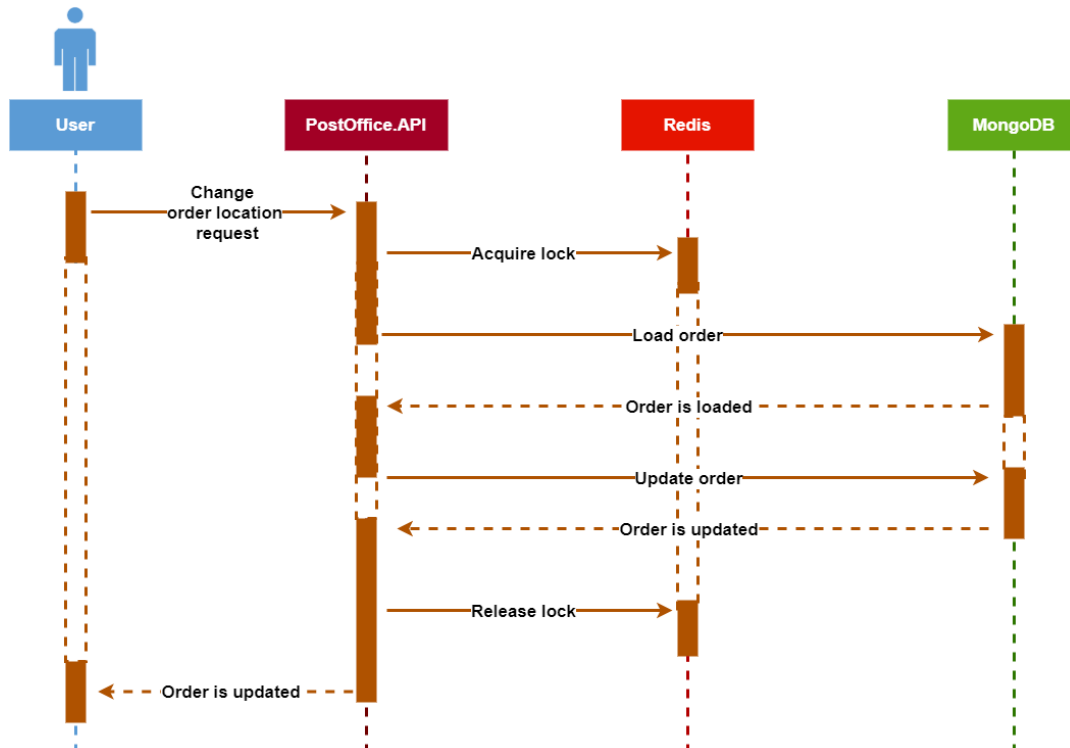 User
PostOffice.API
Redis
MongoDB
Change
order location
request
Acquire lock
Load order
Order is loaded
Update order
Order is updated
Release lock
Order is updated